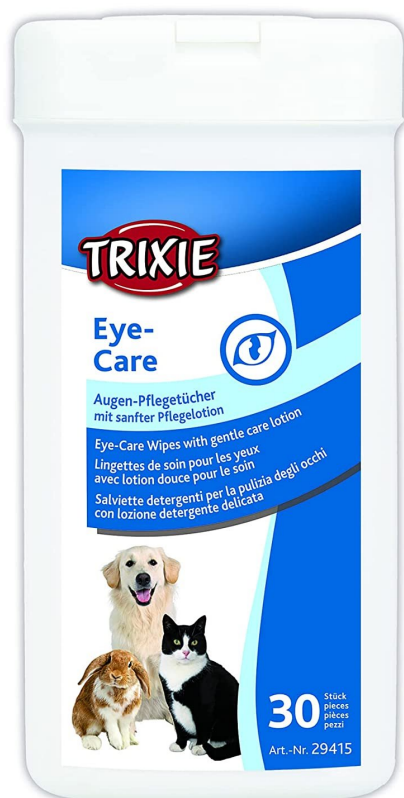 TRIXIE
Eye-
Care
Augen-Pflegetücher
mit sanfter Pflegelotion
Eye-Care Wipes with gentle care lotion
Lingettes de soin pour les yeux
avec lotion douce pour le soin
Salviette detergenti per la pulizia degli occhi
con lozione detergente delicata
30
Stück
pieces
pièces
pezzi
Art.-Nr. 29415